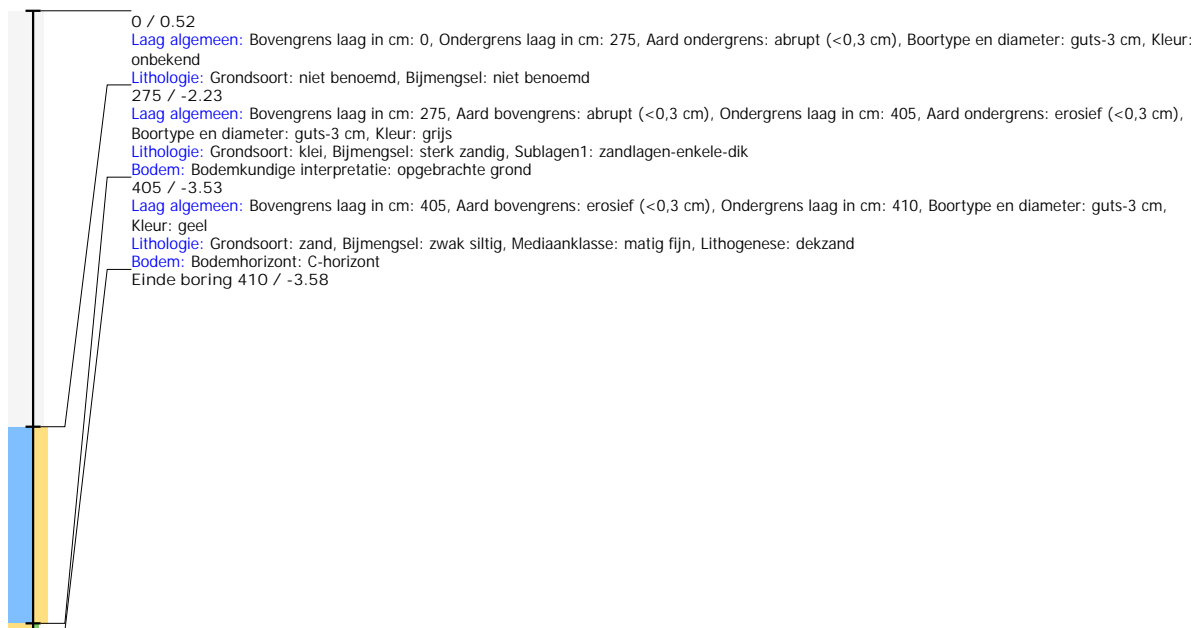 0 / 0.52
Laag algemeen: Bovengrens laag in cm: 0, Ondergrens laag in cm: 275, Aard ondergrens: abrupt (<0,3 cm), Boortype en diameter: guts-3 cm, Kleur:
onbekend
Lithologie: Grondsoort: niet benoemd, Bijmengsel: niet benoemd
275 / -2.23
Laag algemeen: Bovengrens laag in cm: 275, Aard bovengrens: abrupt (<0,3 cm), Ondergrens laag in cm: 405, Aard ondergrens: erosief (<0,3 cm),
Boortype en diameter: guts-3 cm, Kleur: grijs
Lithologie: Grondsoort: klei, Bijmengsel: sterk zandig, Sublagen1: zandlagen-enkele-dik
Bodem: Bodemkundige interpretatie: opgebrachte grond
405 / -3.53
Laag algemeen: Bovengrens laag in cm: 405, Aard bovengrens: erosief (<0,3 cm), Ondergrens laag in cm: 410, Boortype en diameter: guts-3 cm,
Kleur: geel
Lithologie: Grondsoort: zand, Bijmengsel: zwak siltig, Mediaanklasse: matig fijn, Lithogenese: dekzand
Bodem: Bodemhorizont: C-horizont
Einde boring 410 / -3.58